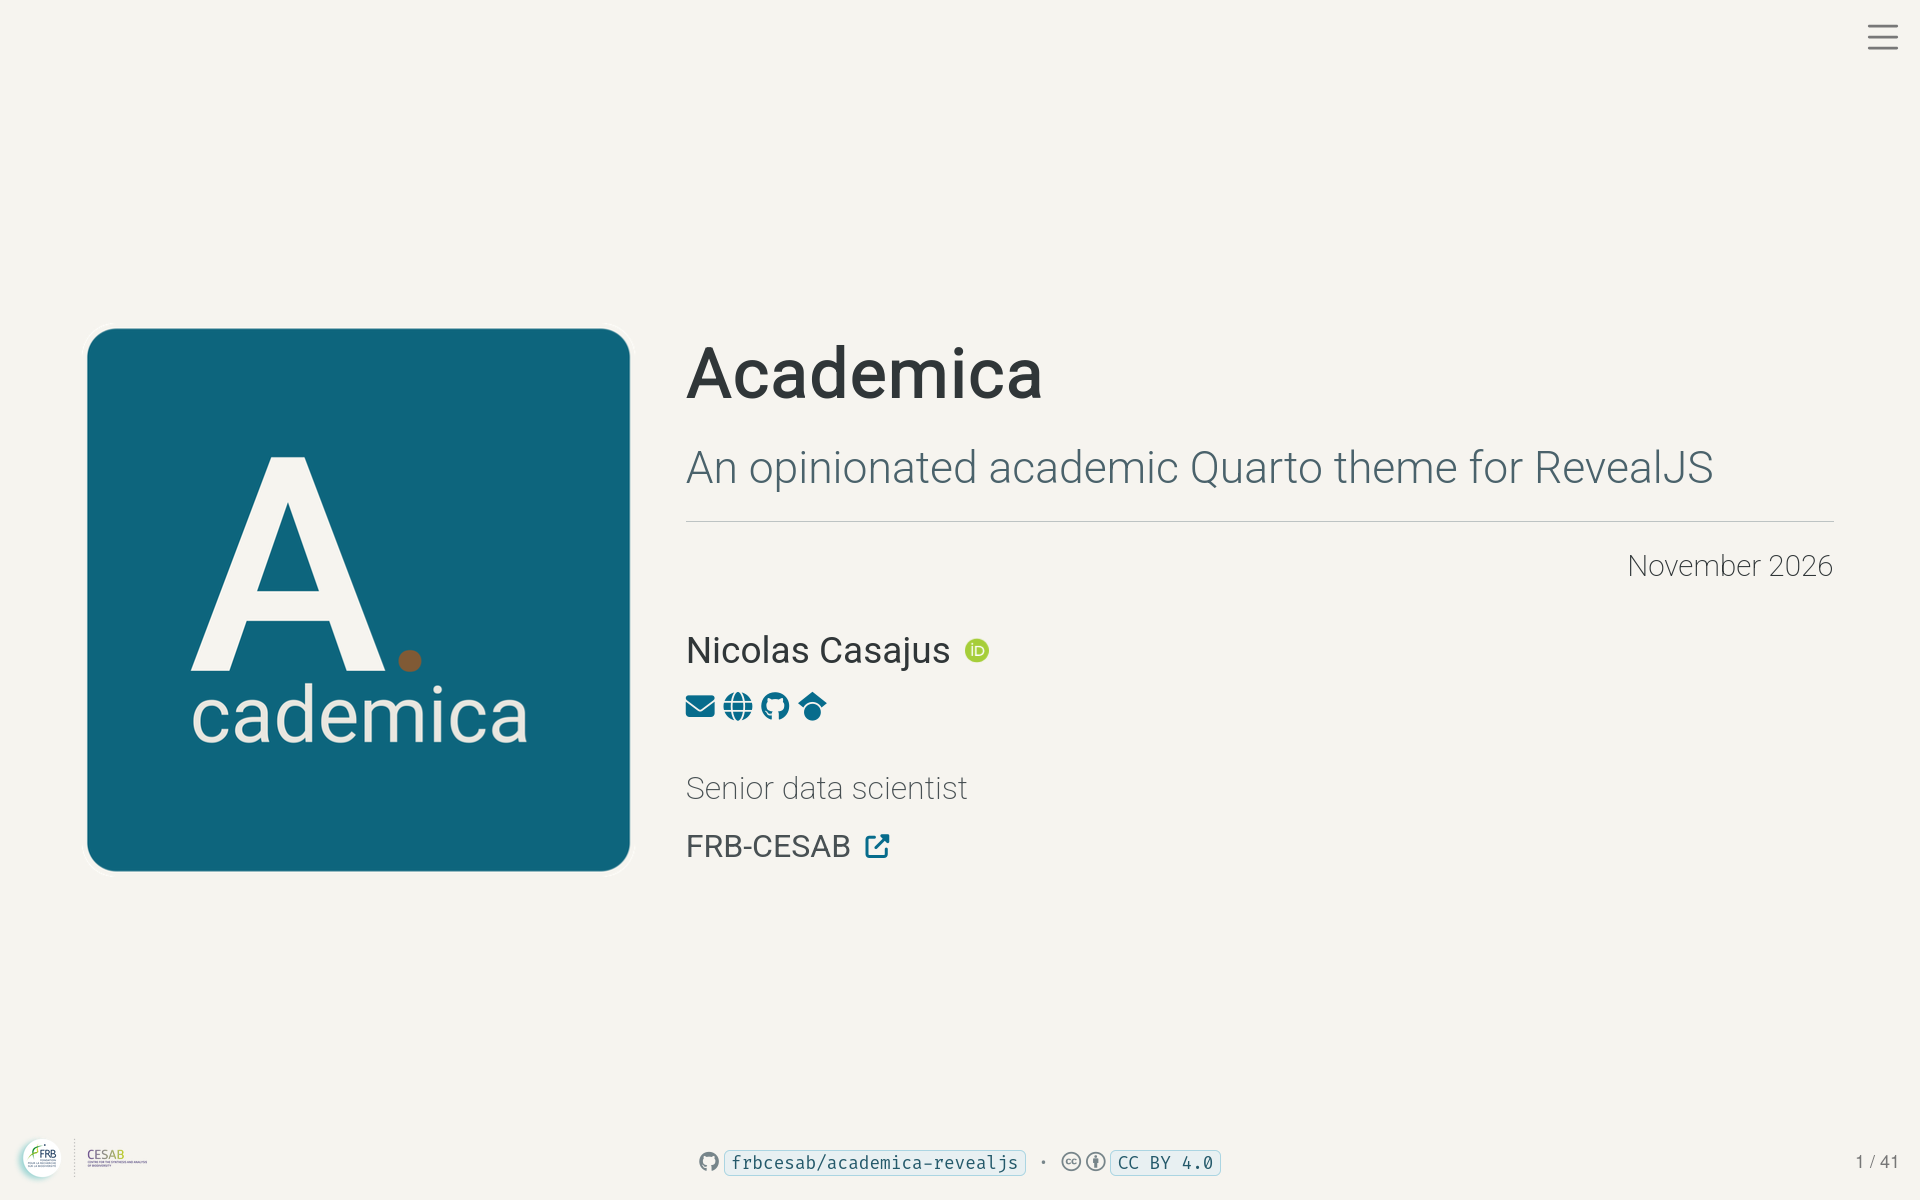 A.
cademica
Academica
An opinionated academic Quarto theme for RevealJS
November 2026
Nicolas Casajus iD
Senior data scientist
FRB-CESAB
FRB
CESAB
frbcesab/academica-revealjs • CC BY 4.0
1 / 41